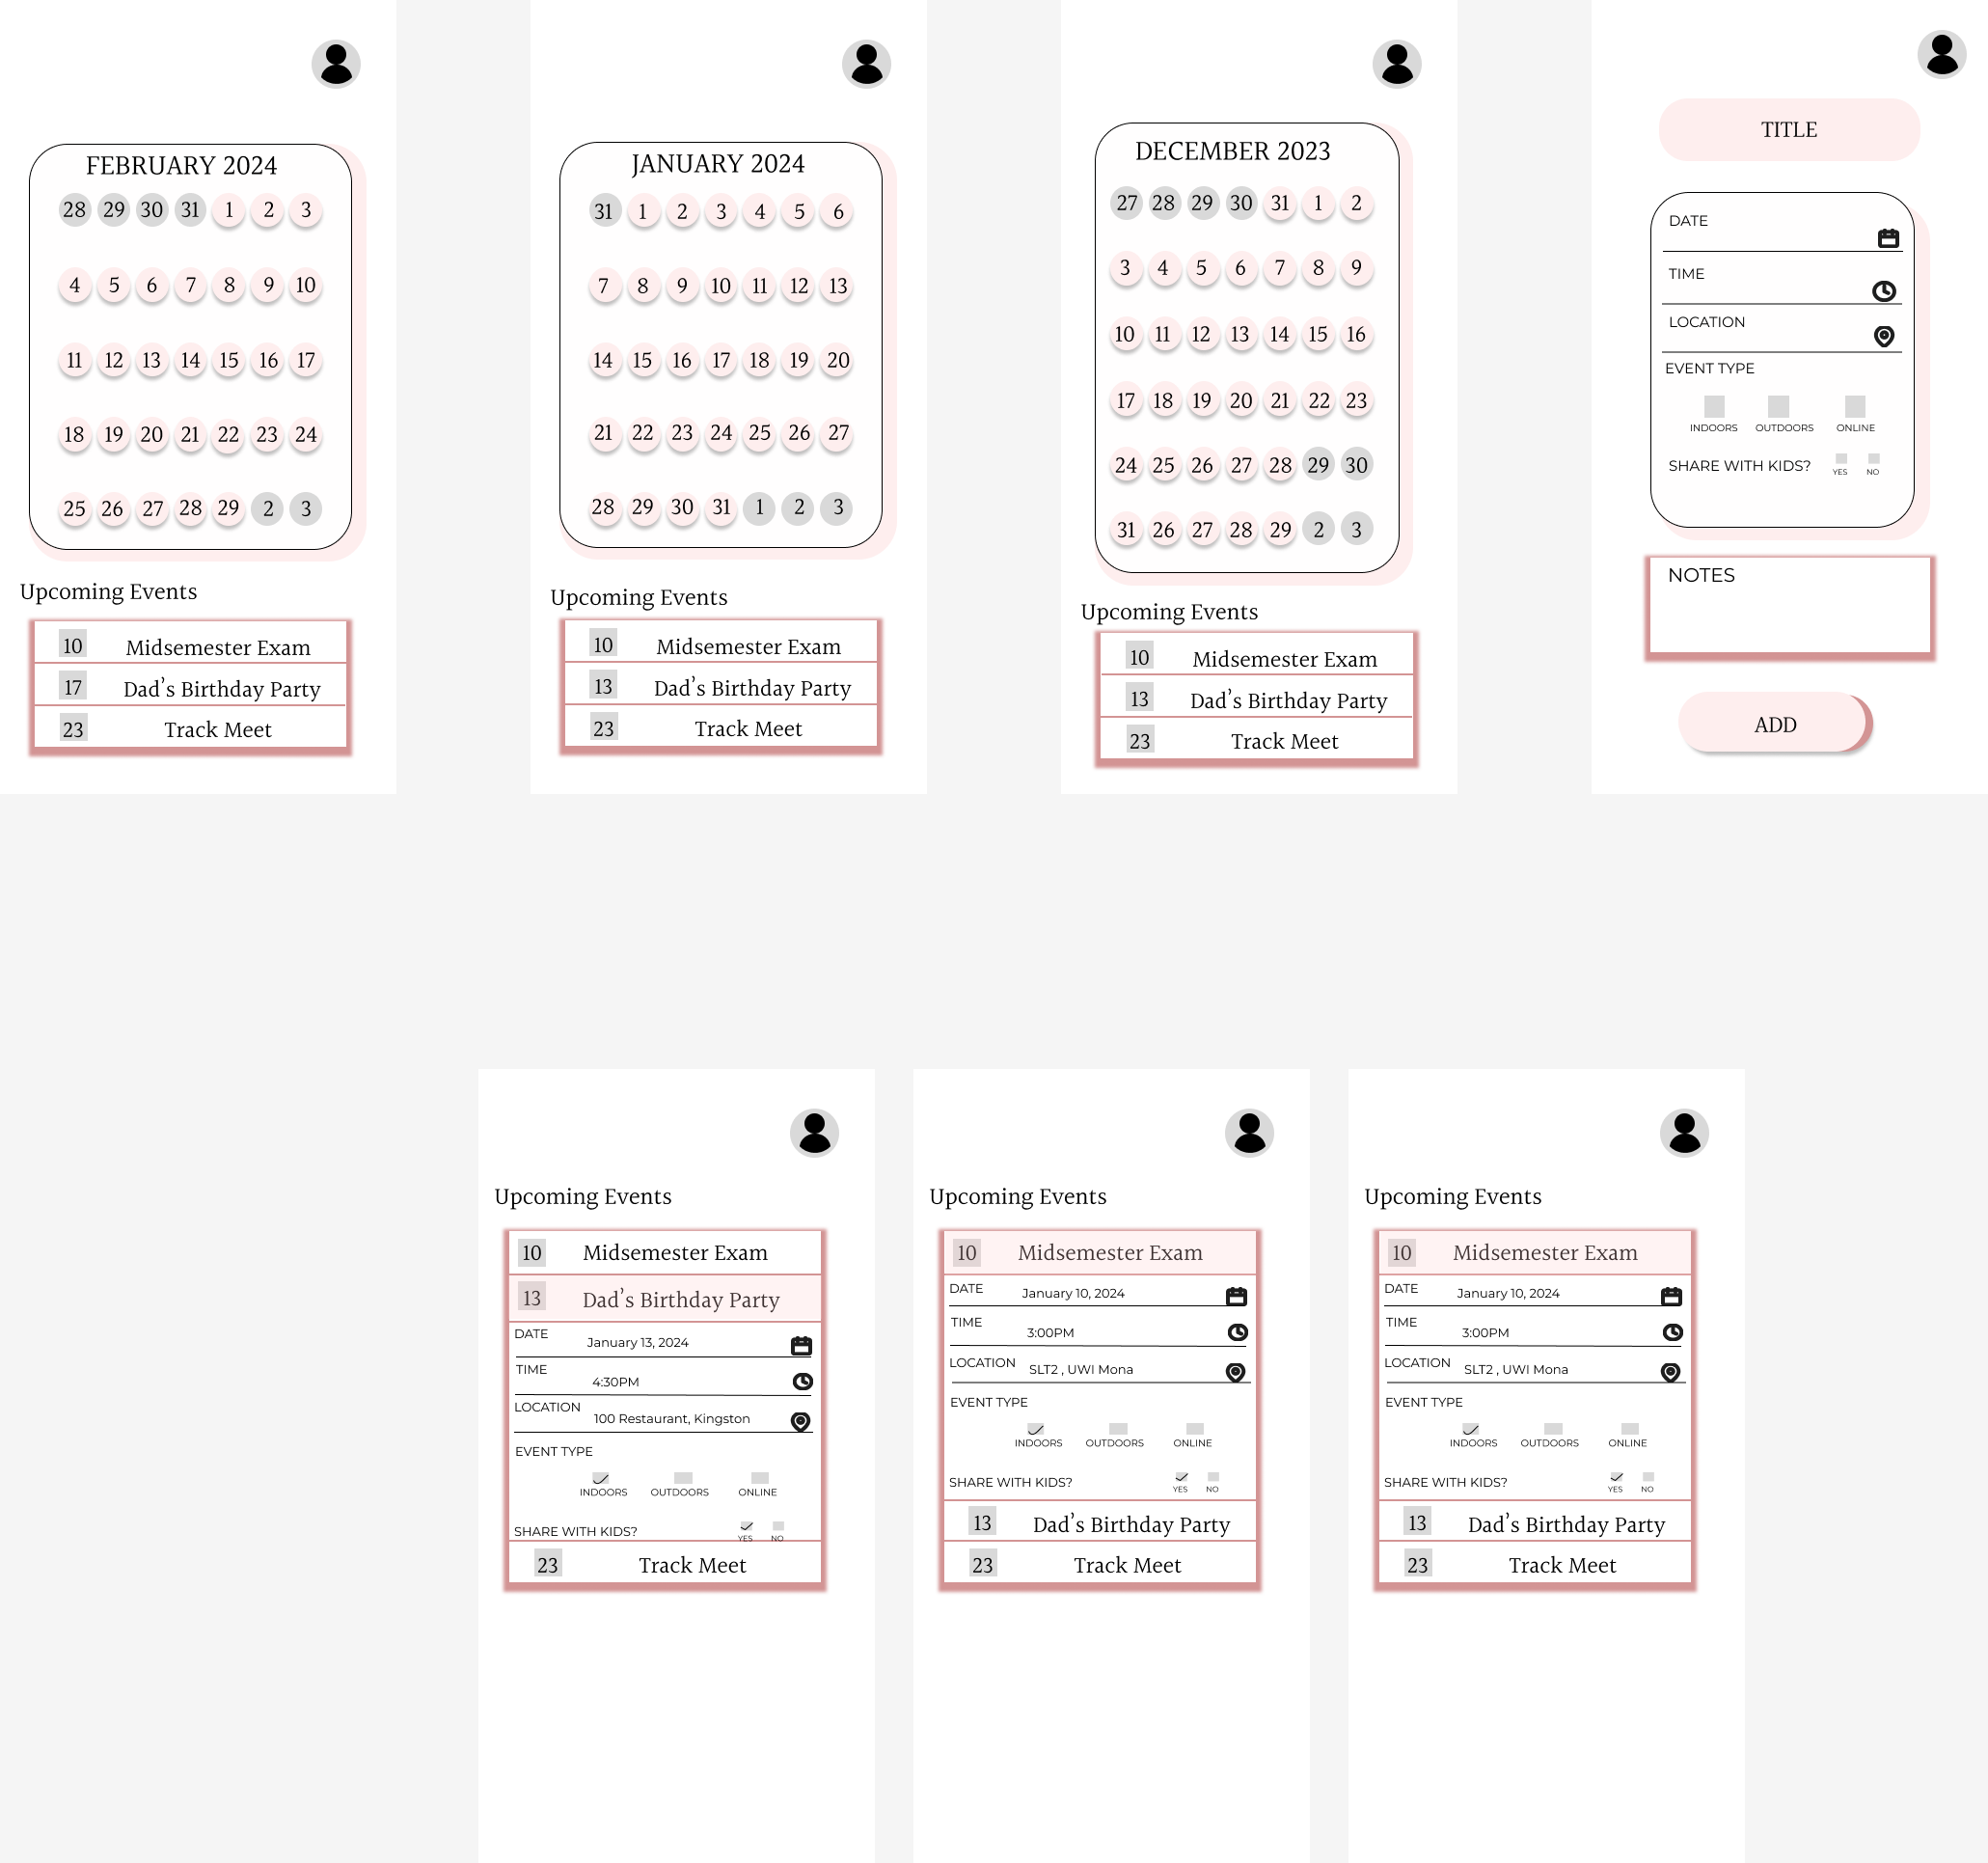 FEBRUARY 2024
28 29 30 31 1 2 3
4 5 6 7 8 9 10
11 12 13 14 15 16 17
18 19 20 21 22 23 24
25 26 27 28 29 2 3
Upcoming Events
10 Midsemester Exam
17 Dad's Birthday Party
23 Track Meet
JANUARY 2024
31 1 2 3 4 5 6
7 8 9 10 11 12 13
14 15 16 17 18 19 20
21 22 23 24 25 26 27
28 29 30 31 1 2 3
Upcoming Events
10 Midsemester Exam
13 Dad's Birthday Party
23 Track Meet
DECEMBER 2023
27 28 29 30 31 1 2
3 4 5 6 7 8 9
10 11 12 13 14 15 16
17 18 19 20 21 22 23
24 25 26 27 28 29 30
31 26 27 28 29 2 3
Upcoming Events
10 Midsemester Exam
13 Dad's Birthday Party
23 Track Meet
TITLE
DATE
TIME
LOCATION
EVENT TYPE
INDOORS OUTDOORS ONLINE
SHARE WITH KIDS?
YES NO
NOTES
ADD
Upcoming Events
10 Midsemester Exam
13 Dad's Birthday Party
DATE January 13, 2024
TIME 4:30PM
LOCATION 100 Restaurant, Kingston
EVENT TYPE
INDOORS OUTDOORS ONLINE
SHARE WITH KIDS?
YES NO
23 Track Meet
Upcoming Events
10 Midsemester Exam
DATE January 10, 2024
TIME 3:00PM
LOCATION SLT2 , UWI Mona
EVENT TYPE
INDOORS OUTDOORS ONLINE
SHARE WITH KIDS?
YES NO
13 Dad's Birthday Party
23 Track Meet
Upcoming Events
10 Midsemester Exam
DATE January 10, 2024
TIME 3:00PM
LOCATION SLT2 , UWI Mona
EVENT TYPE
INDOORS OUTDOORS ONLINE
SHARE WITH KIDS?
YES NO
13 Dad's Birthday Party
23 Track Meet